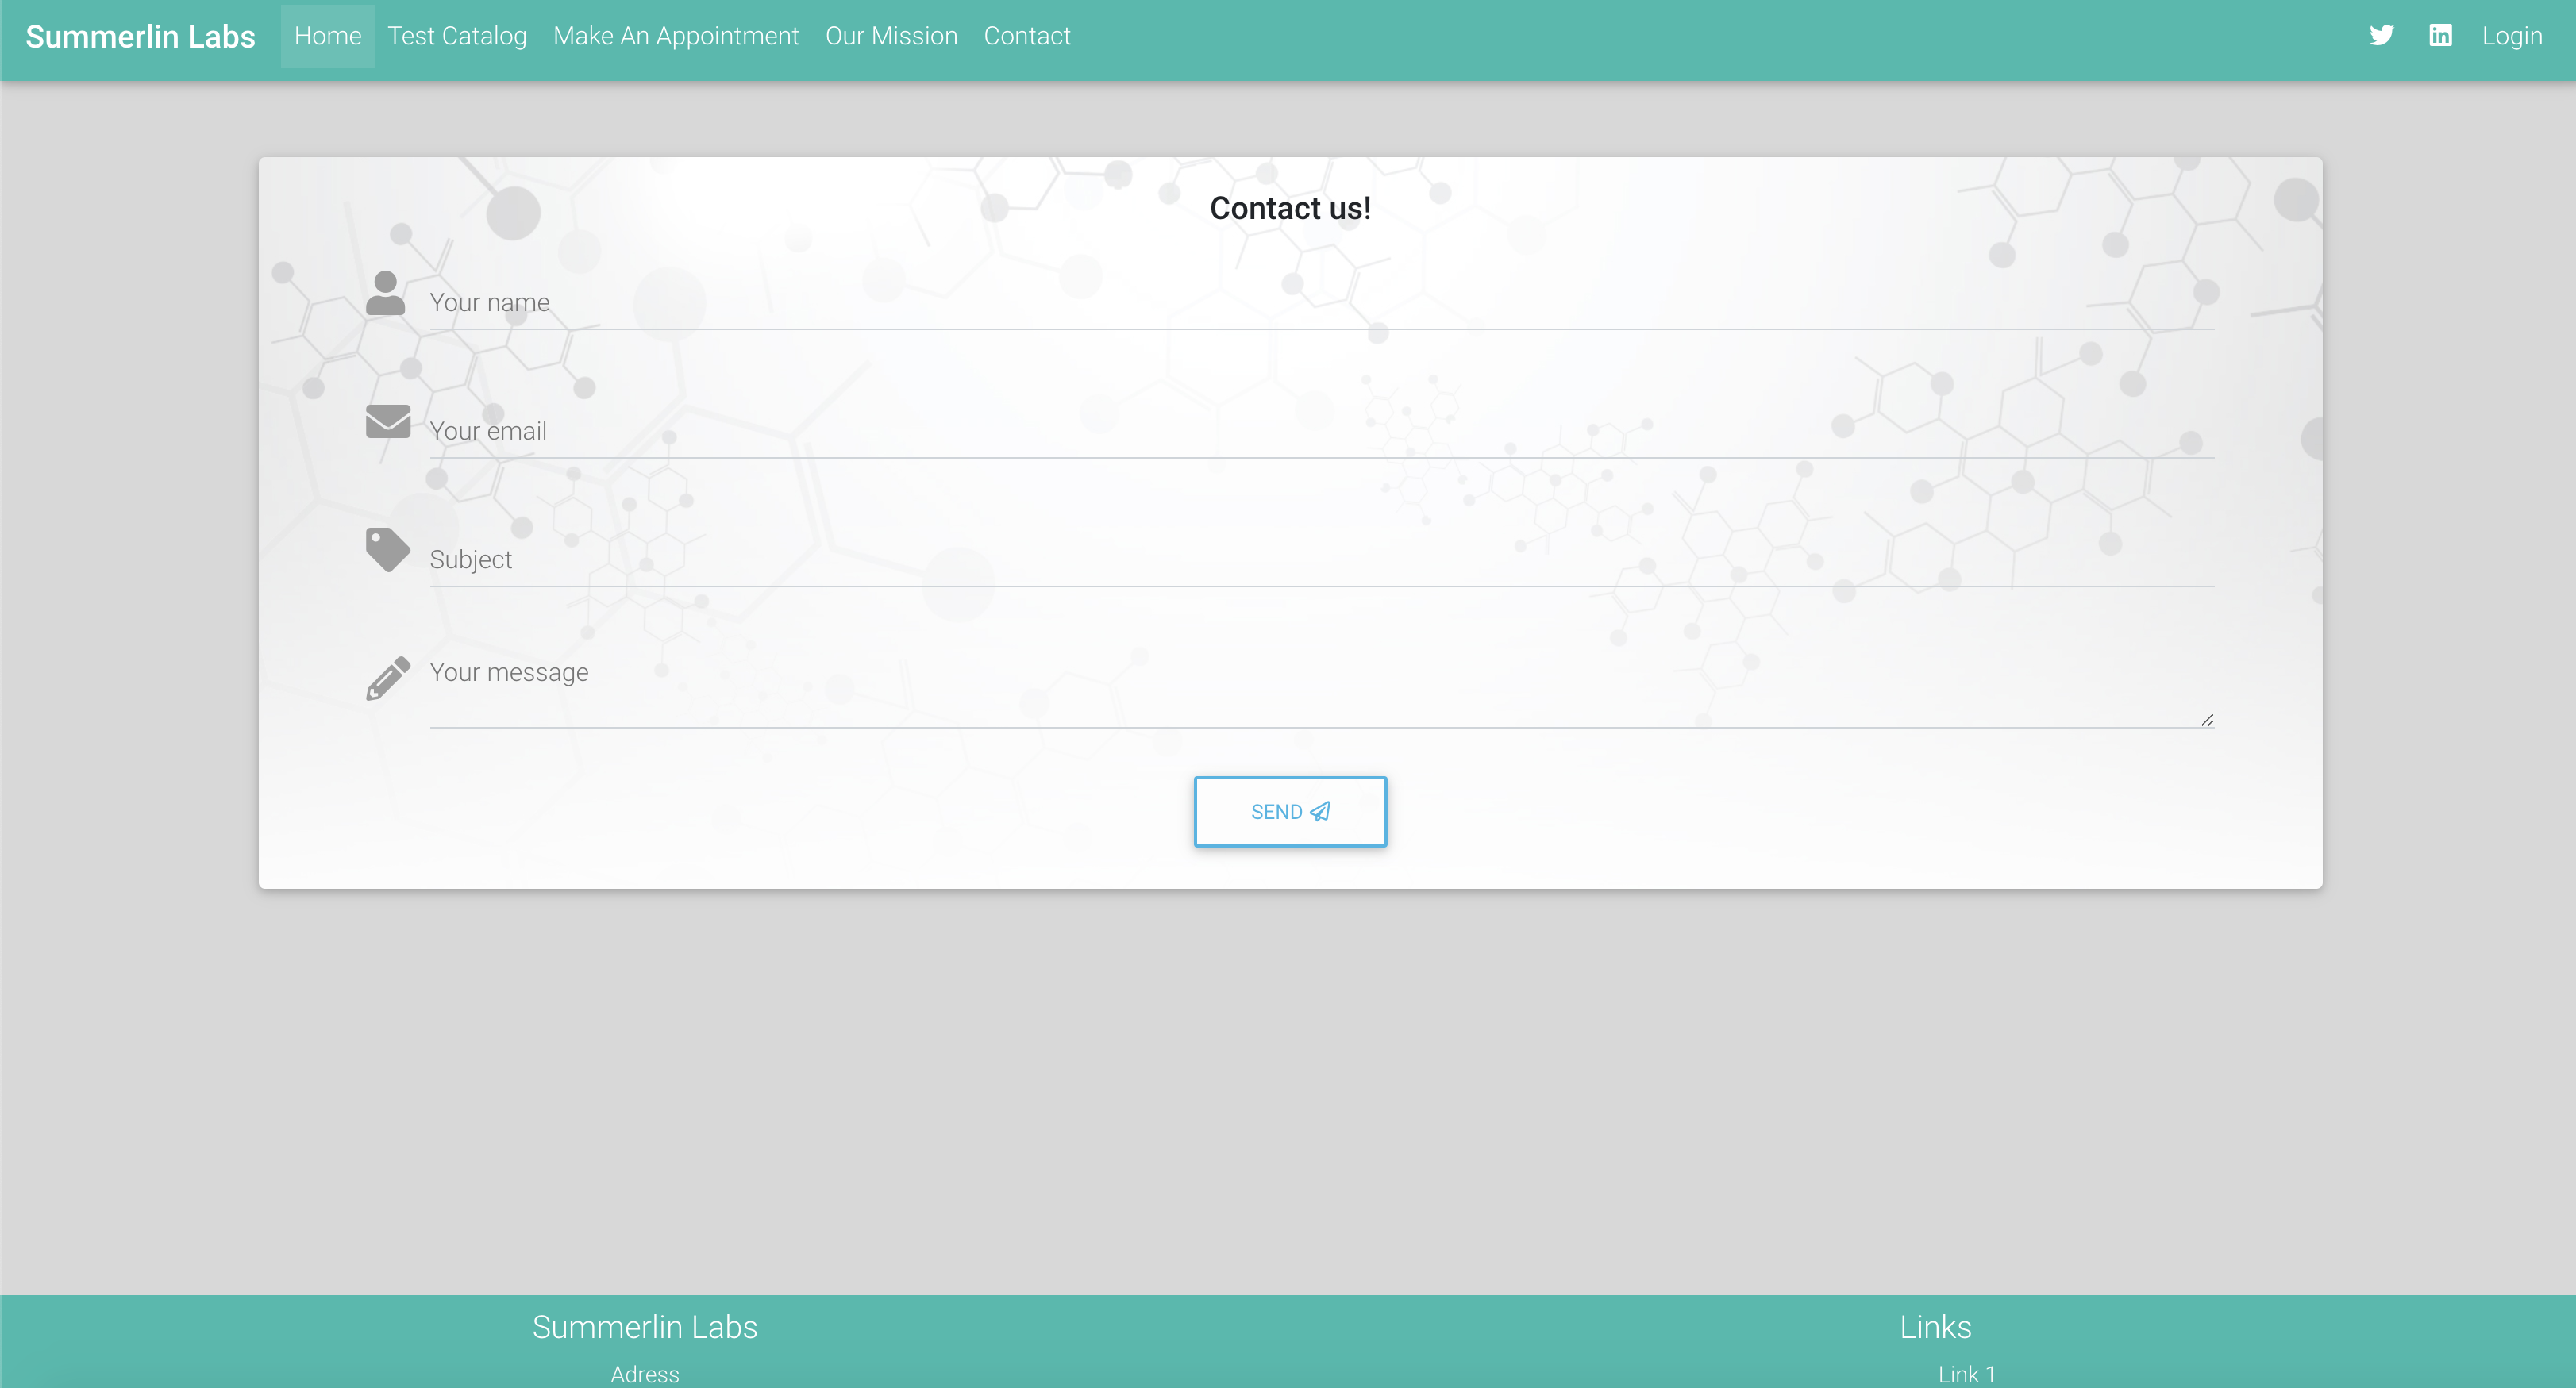 Summerlin Labs Home Test Catalog Make An Appointment Our Mission Contact Login
Contact us!
Your name
Your email
Subject
Your message
SEND
Summerlin Labs Links
Adress Link 1